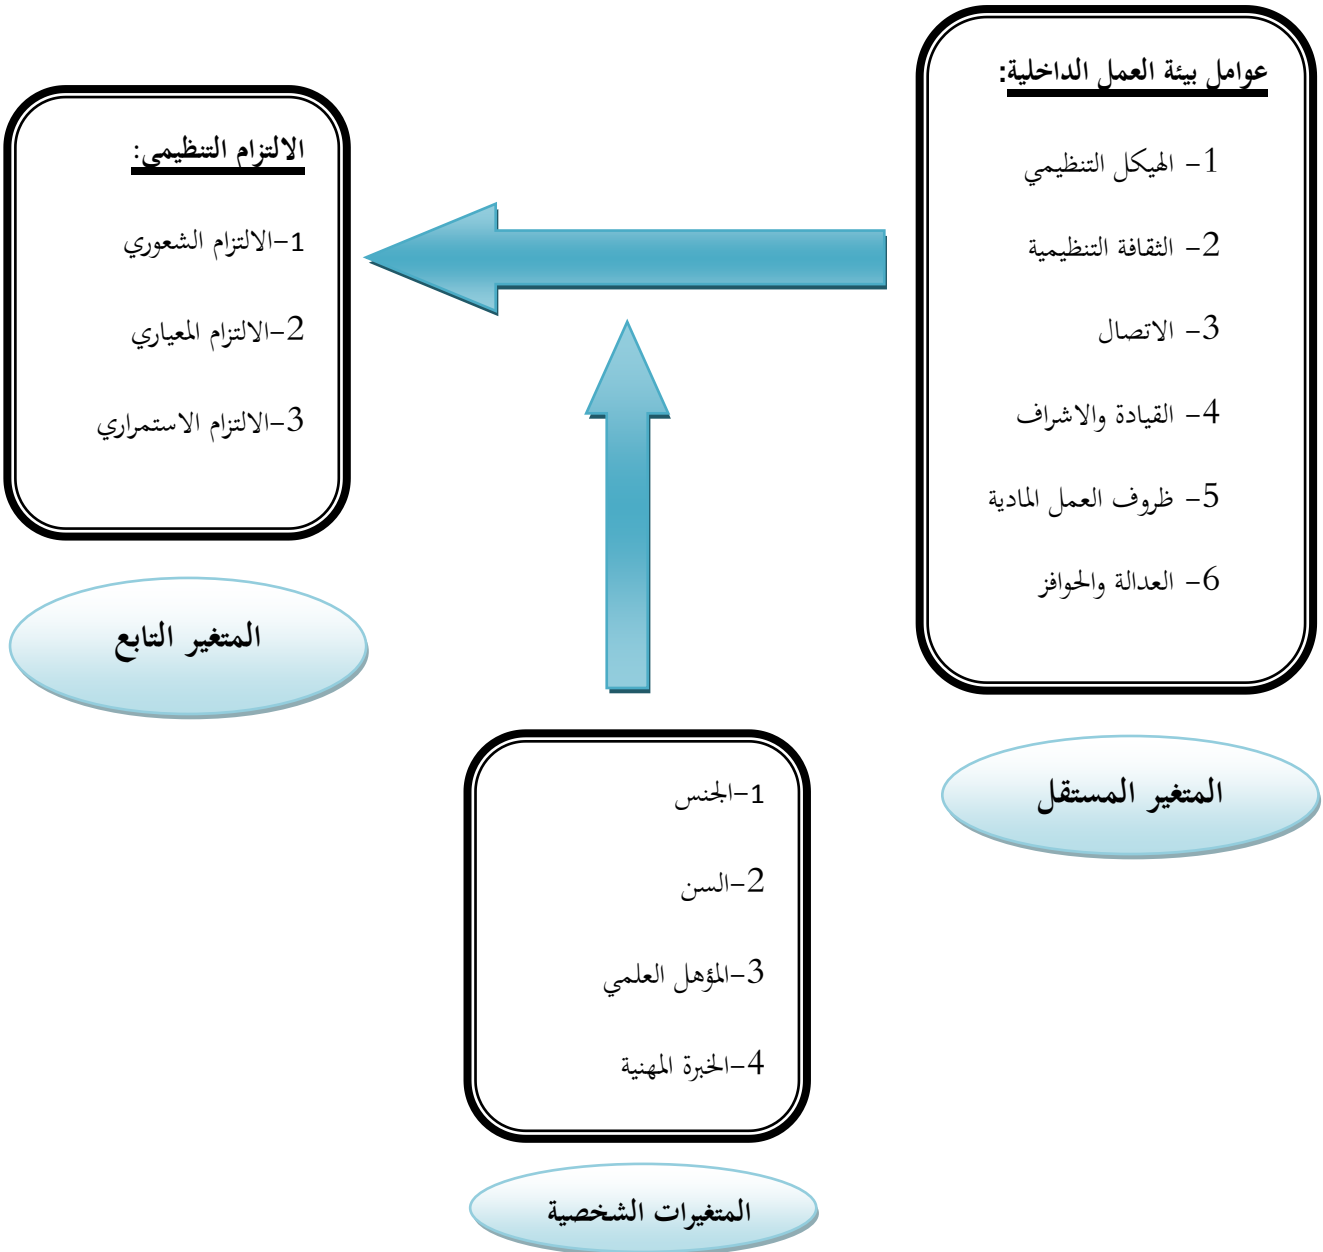 عوامل بيئة العمل الداخلية:
1- الهيكل التنظيمي
2- الثقافة التنظيمية
3- الاتصال
4- القيادة والاشراف
5- ظروف العمل المادية
6- العدالة والحوافز
المتغير المستقل
الالتزام التنظيمي:
1-الالتزام الشعوري
2-الالتزام المعياري
3-الالتزام الاستمراري
المتغير التابع
1-الجنس
2-السن
3-المؤهل العلمي
4-الخبرة المهنية
المتغيرات الشخصية